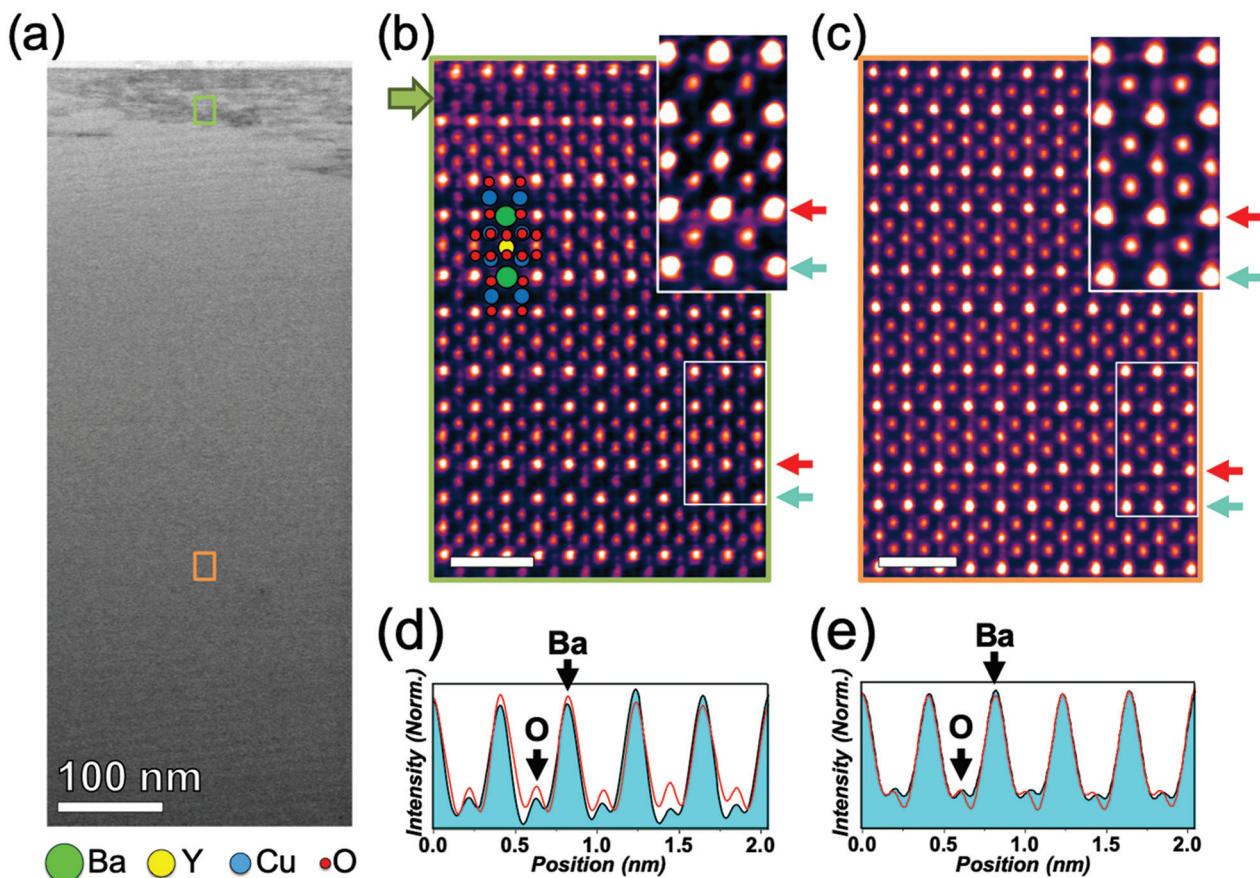 (a)
(b)
(c)
100 nm
Ba Y Cu O
(d)
Ba
O
Intensity (Norm.)
0.0 0.5 1.0 1.5 2.0
Position (nm)
(e)
Ba
O
Intensity (Norm.)
0.0 0.5 1.0 1.5 2.0
Position (nm)